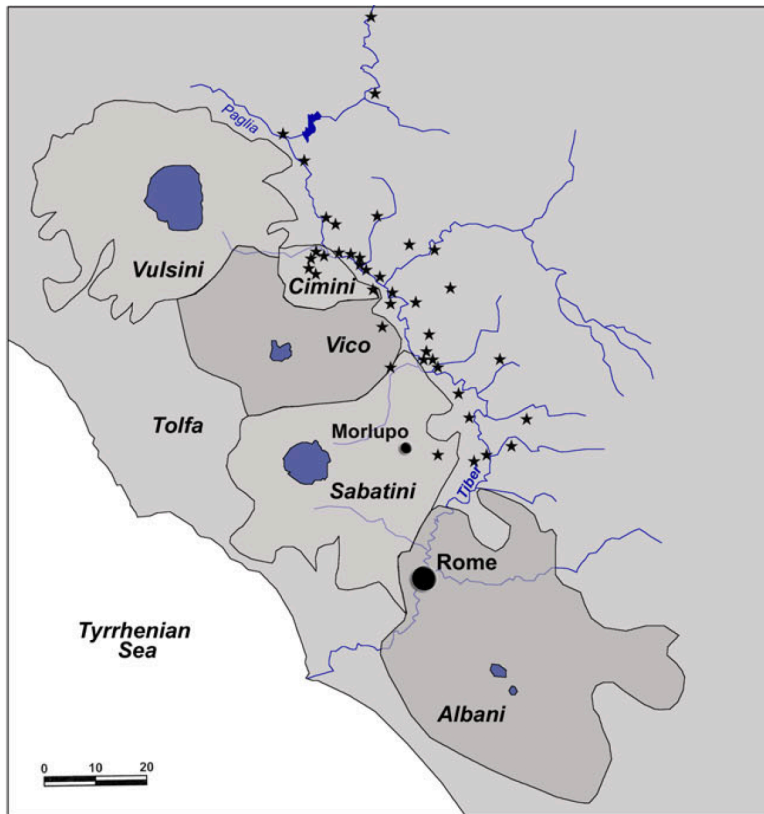 Paglia
Vulsini
Cimini
Vico
Tolfa
Morlupo
Sabatini
Tiber
Rome
Tyrrhenian
Sea
Albani
0 10 20